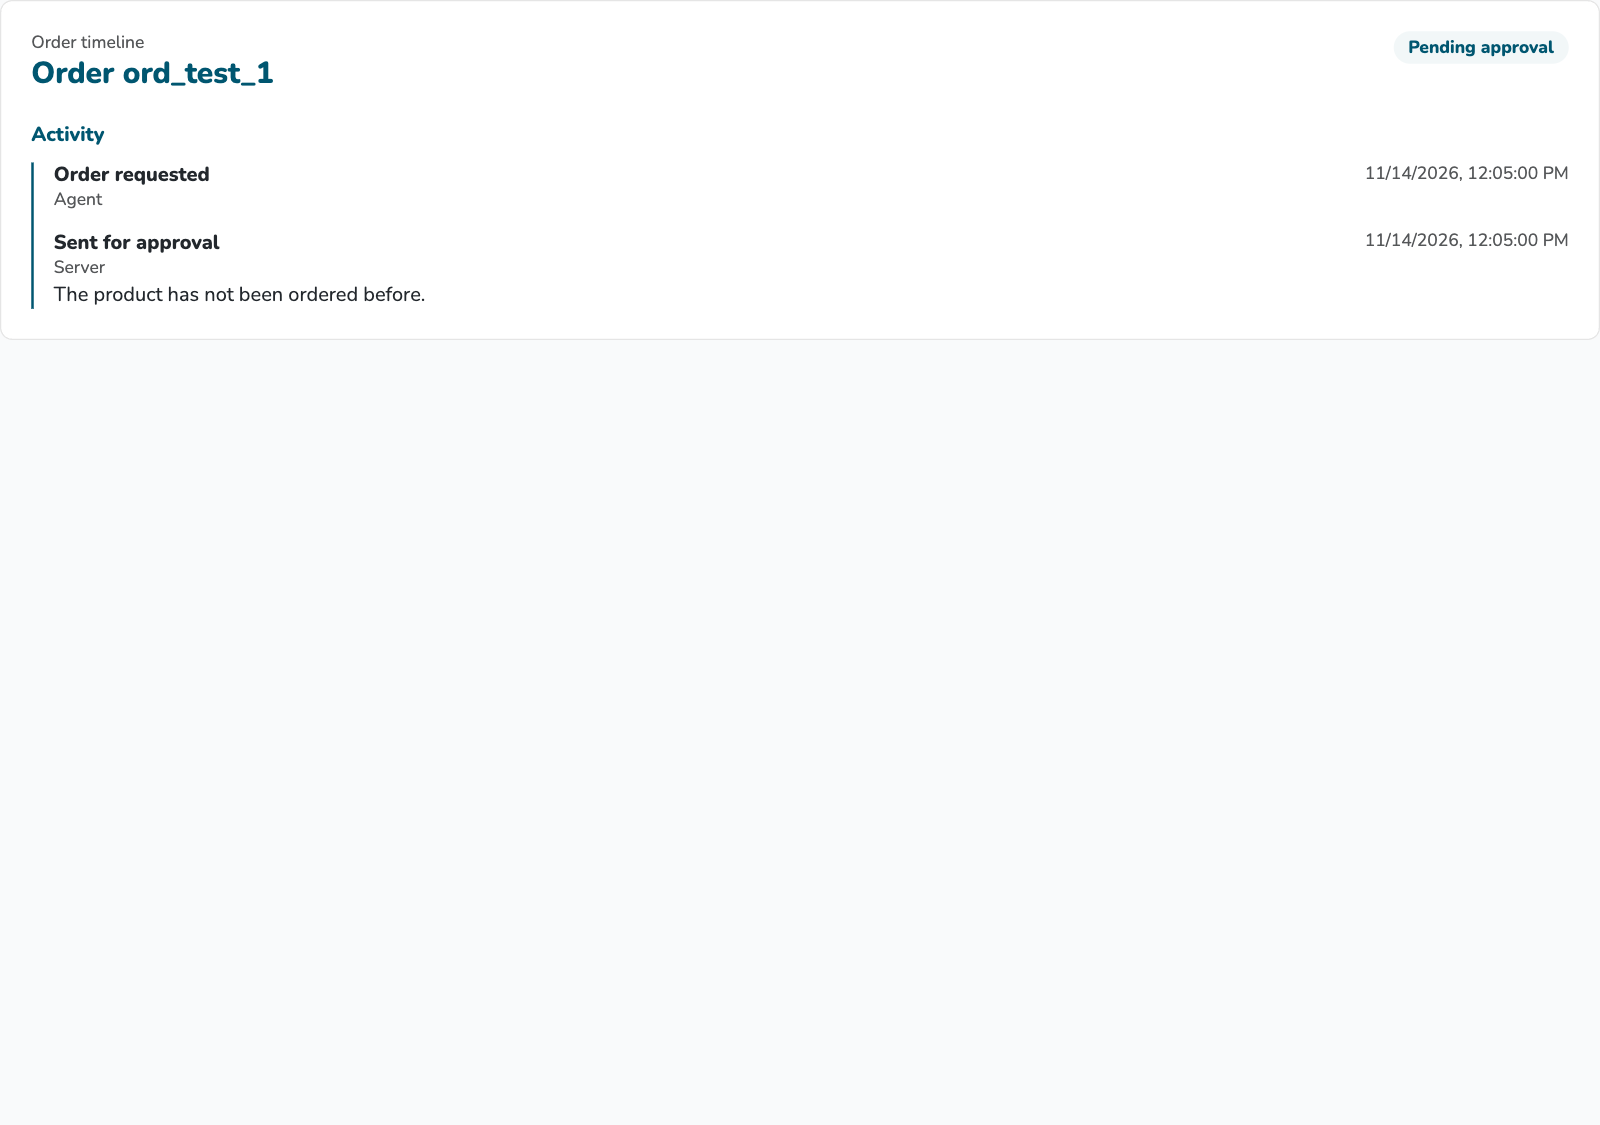 Order timeline
Pending approval
Order ord_test_1
Activity
Order requested
11/14/2026, 12:05:00 PM
Agent
Sent for approval
11/14/2026, 12:05:00 PM
Server
The product has not been ordered before.